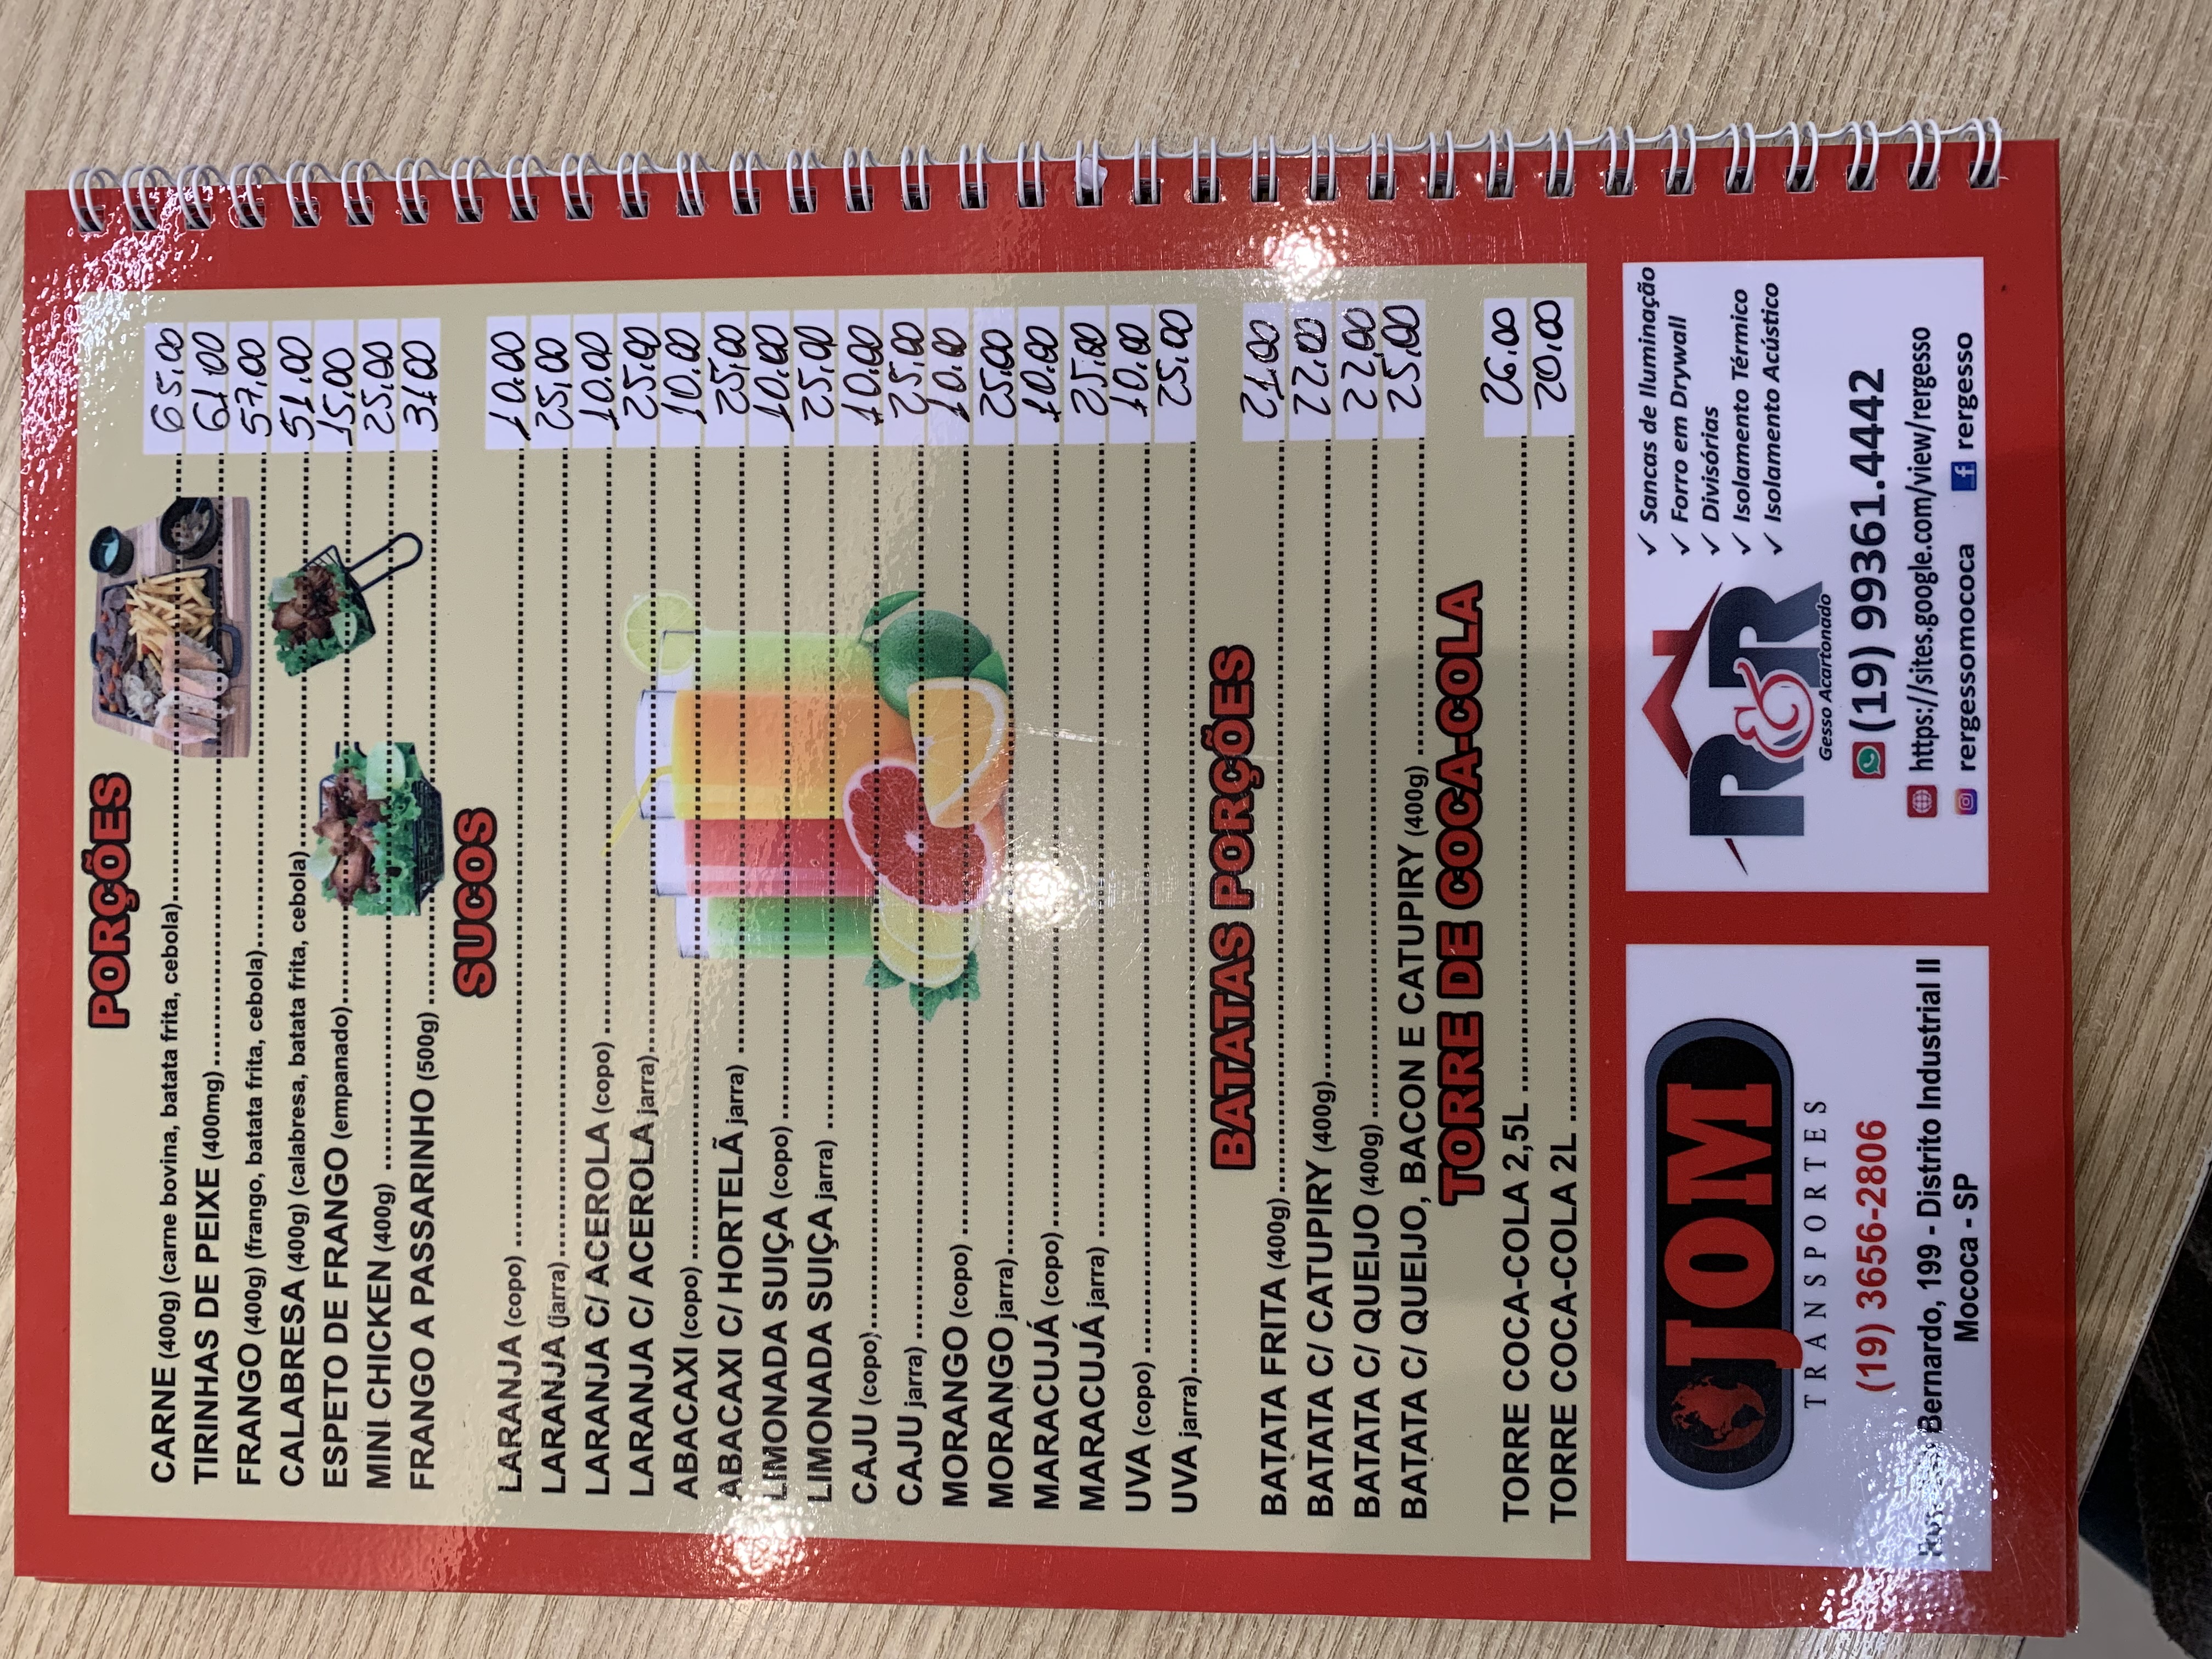 PORÇÕES
CARNE (400g) (carne bovina, batata frita, cebola)..........65,00
TIRINHAS DE PEIXE (400mg)..........61,00
FRANGO (400g) (frango, batata frita, cebola)..........57,00
CALABRESA (400g) (calabresa, batata frita, cebola)..........51,00
ESPETO DE FRANGO (empanado)..........15,00
MINI CHICKEN (400g) ..........25,00
FRANGO A PASSARINHO (500g) ..........31,00
SUCOS
LARANJA (copo) ..........10,00
LARANJA (jarra)..........25,00
LARANJA C/ ACEROLA (copo) ..........10.00
LARANJA C/ ACEROLA jarra)..........25,00
ABACAXI (copo) ..........10.00
ABACAXI C/ HORTELÃ jarra) ..........25,00
LIMONADA SUIÇA (copo) ..........10,00
LIMONADA SUIÇA jarra) ..........25,00
CAJU (copo)..........10,00
CAJU jarra) ..........25,00
MORANGO (copo) ..........10,00
MORANGO jarra)..........25,00
MARACUJÁ (copo)..........10,00
MARACUJÁ jarra) ..........25,00
UVA (copo) ..........10,00
UVA jarra)..........25,00
BATATAS PORÇÕES
BATATA FRITA (400g)..........21,00
BATATA C/ CATUPIRY (400g)..........22,00
BATATA C/ QUEIJO (400g) ..........22,00
BATATA C/ QUEIJO, BACON E CATUPIRY (400g) ..........25,00
TORRE DE COCA-COLA
TORRE COCA-COLA 2,5L ..........26,00
TORRE COCA-COLA 2L ..........20,00
JOM
TRANSPORTES
(19) 3656-2806
Bernardo, 199 - Distrito Industrial II
Mococa - SP
R&R
Gesso Acartonado
✓ Sancas de Iluminação
✓ Forro em Drywall
✓ Divisórias
✓ Isolamento Térmico
✓ Isolamento Acústico
(19) 99361.4442
https://sites.google.com/view/rergesso
rergessomococa rergesso